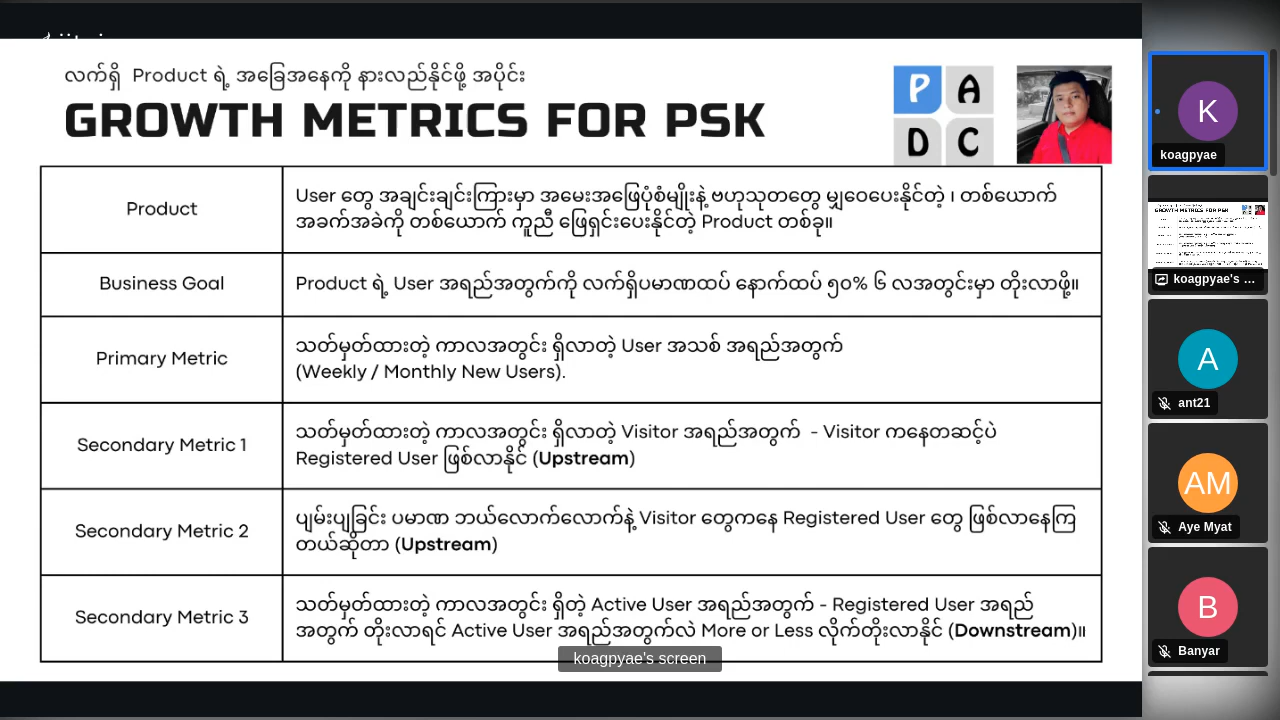 လက်ရှိ Product ရဲ့ အခြေအနေကို နားလည်နိုင်ဖို့ အပိုင်း
GROWTH METRICS FOR PSK
P A
D C
Product
User တွေ အချင်းချင်းကြားမှာ အမေးအဖြေပုံစံမျိုးနဲ့ ဗဟုသုတတွေ မျှဝေပေးနိုင်တဲ့ ၊ တစ်ယောက်
အခက်အခဲကို တစ်ယောက် ကူညီ ဖြေရှင်းပေးနိုင်တဲ့ Product တစ်ခု။
Business Goal
Product ရဲ့ User အရည်အတွက်ကို လက်ရှိပမာဏထပ် နောက်ထပ် ၅၀% ၆ လအတွင်းမှာ တိုးလာဖို့။
Primary Metric
သတ်မှတ်ထားတဲ့ ကာလအတွင်း ရှိလာတဲ့ User အသစ် အရည်အတွက်
(Weekly / Monthly New Users).
Secondary Metric 1
သတ်မှတ်ထားတဲ့ ကာလအတွင်း ရှိလာတဲ့ Visitor အရည်အတွက် - Visitor ကနေတဆင့်ပဲ
Registered User ဖြစ်လာနိုင် (Upstream)
Secondary Metric 2
ပျမ်းပျခြင်း ပမာဏ ဘယ်လောက်လောက်နဲ့ Visitor တွေကနေ Registered User တွေ ဖြစ်လာနေကြ
တယ်ဆိုတာ (Upstream)
Secondary Metric 3
သတ်မှတ်ထားတဲ့ ကာလအတွင်း ရှိတဲ့ Active User အရည်အတွက် - Registered User အရည်
အတွက် တိုးလာရင် Active User အရည်အတွက်လဲ More or Less လိုက်တိုးလာနိုင် (Downstream)။
koagpyae's screen
K
koagpyae
GROWTH METRICS FOR PSK
koagpyae's ...
A
ant21
AM
Aye Myat
B
Banyar